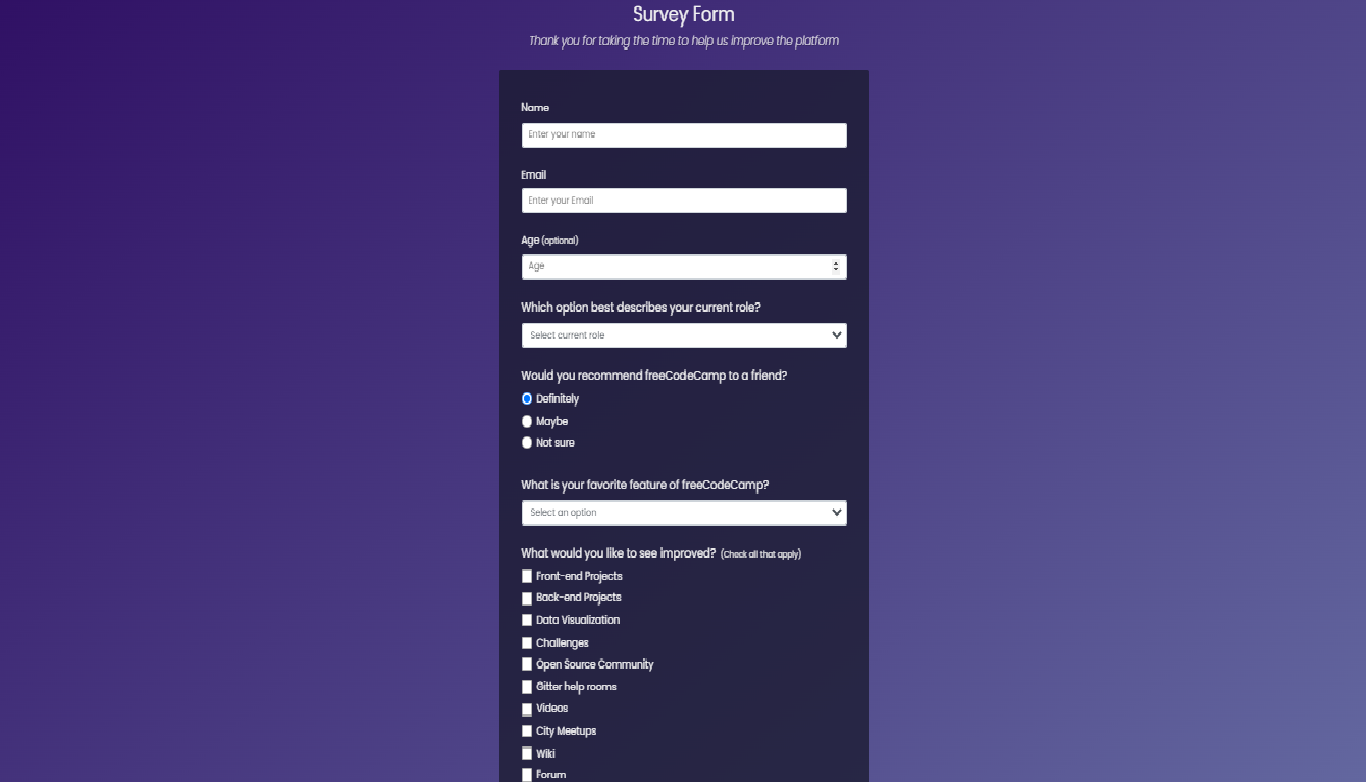 Survey Form
Thank you for taking the time to help us improve the platform
Name
Enter your name
Email
Enter your Email
Age (optional)
Age
Which option best describes your current role?
Select current role
Would you recommend freeCodeCamp to a friend?
Definitely
Maybe
Not sure
What is your favorite feature of freeCodeCamp?
Select an option
What would you like to see improved? (Check all that apply)
Front-end Projects
Back-end Projects
Data Visualization
Challenges
Open Source Community
Gitter help rooms
Videos
City Meetups
Wiki
Forum